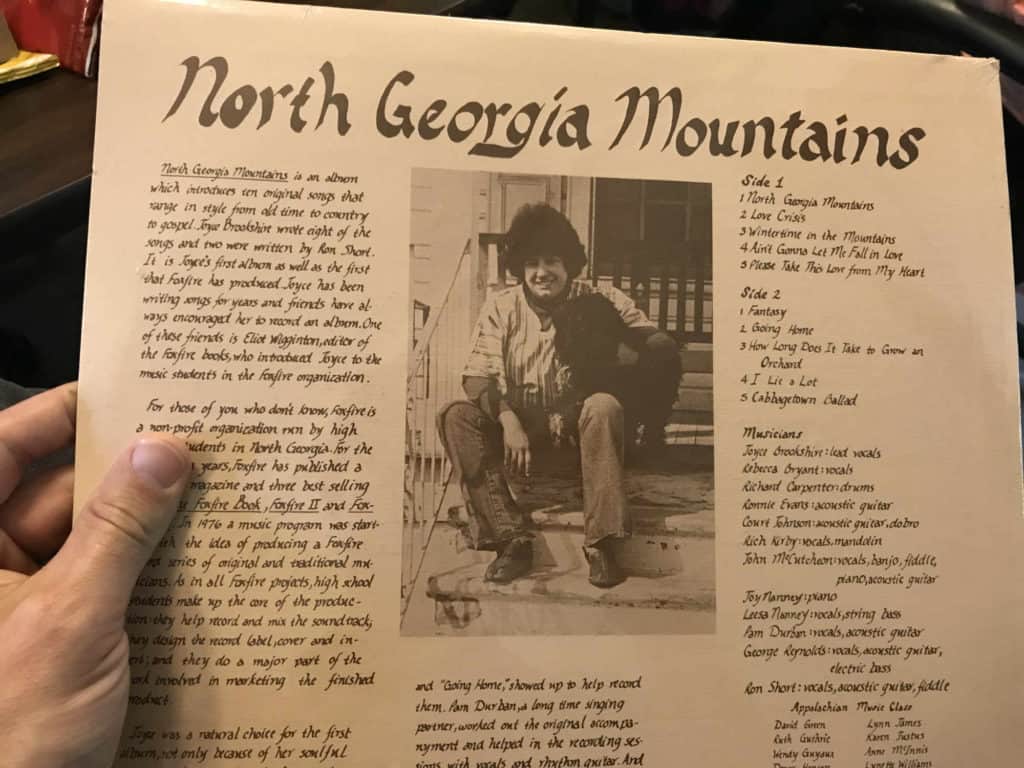 North Georgia Mountains
North Georgia Mountains is an album
which introduces ten original songs that
range in style from old time to country
to gospel. Joyce Brookshire wrote eight of the
songs and two were written by Ron Short.
It is Joyce's first album as well as the first
that Foxfire has produced. Joyce has been
writing songs for years and friends have al-
ways encouraged her to record an album. One
of these friends is Eliot Wigginton, editor of
the Foxfire books, who introduced Joyce to the
music students in the Foxfire organization.
For those of you who don't know, Foxfire is
a non-profit organization run by high
students in North Georgia. For the
years, Foxfire has published a
magazine and three best selling
Foxfire Book, Foxfire II and Fox-
In 1976 a music program was start-
the idea of producing a Foxfire
series of original and traditional mu-
sicians. As in all Foxfire projects, high school
students make up the core of the produc-
tion: they help record and mix the soundtrack;
they design the record label, cover and in-
and they do a major part of the
work involved in marketing the finished
product.
Joyce was a natural choice for the first
album, not only because of her soulful
and "Going Home," showed up to help record
them. Pam Durban, a long time singing
partner, worked out the original accompa-
nyment and helped in the recording ses-
sions with vocals and rhythm guitar. And
Side 1
1 North Georgia Mountains
2 Love Crisis
3 Wintertime in the Mountains
4 Ain't Gonna Let Me Fall in Love
5 Please Take This Love from My Heart
Side 2
1 Fantasy
2 Going Home
3 How Long Does It Take to Grow an
Orchard
4 I Lie a Lot
5 Cabbagetown Ballad
Musicians
Joyce Brookshire: lead vocals
Rebecca Bryant: vocals
Richard Carpenter: drums
Ronnie Evans: acoustic guitar
Court Johnson: acoustic guitar, dobro
Rich Kirby: vocals, mandolin
John McCutcheon: vocals, banjo, fiddle,
piano, acoustic guitar
Joy Nanney: piano
Leesa Nanney: vocals, string bass
Pam Durban: vocals, acoustic guitar
George Reynolds: vocals, acoustic guitar,
electric bass
Ron Short: vocals, acoustic guitar, fiddle
Appalachian Music Class
David Green Lynn James
Ruth Guthrie Karen Justus
Wendy Guyaux Anne McInnis
Lynette Williams